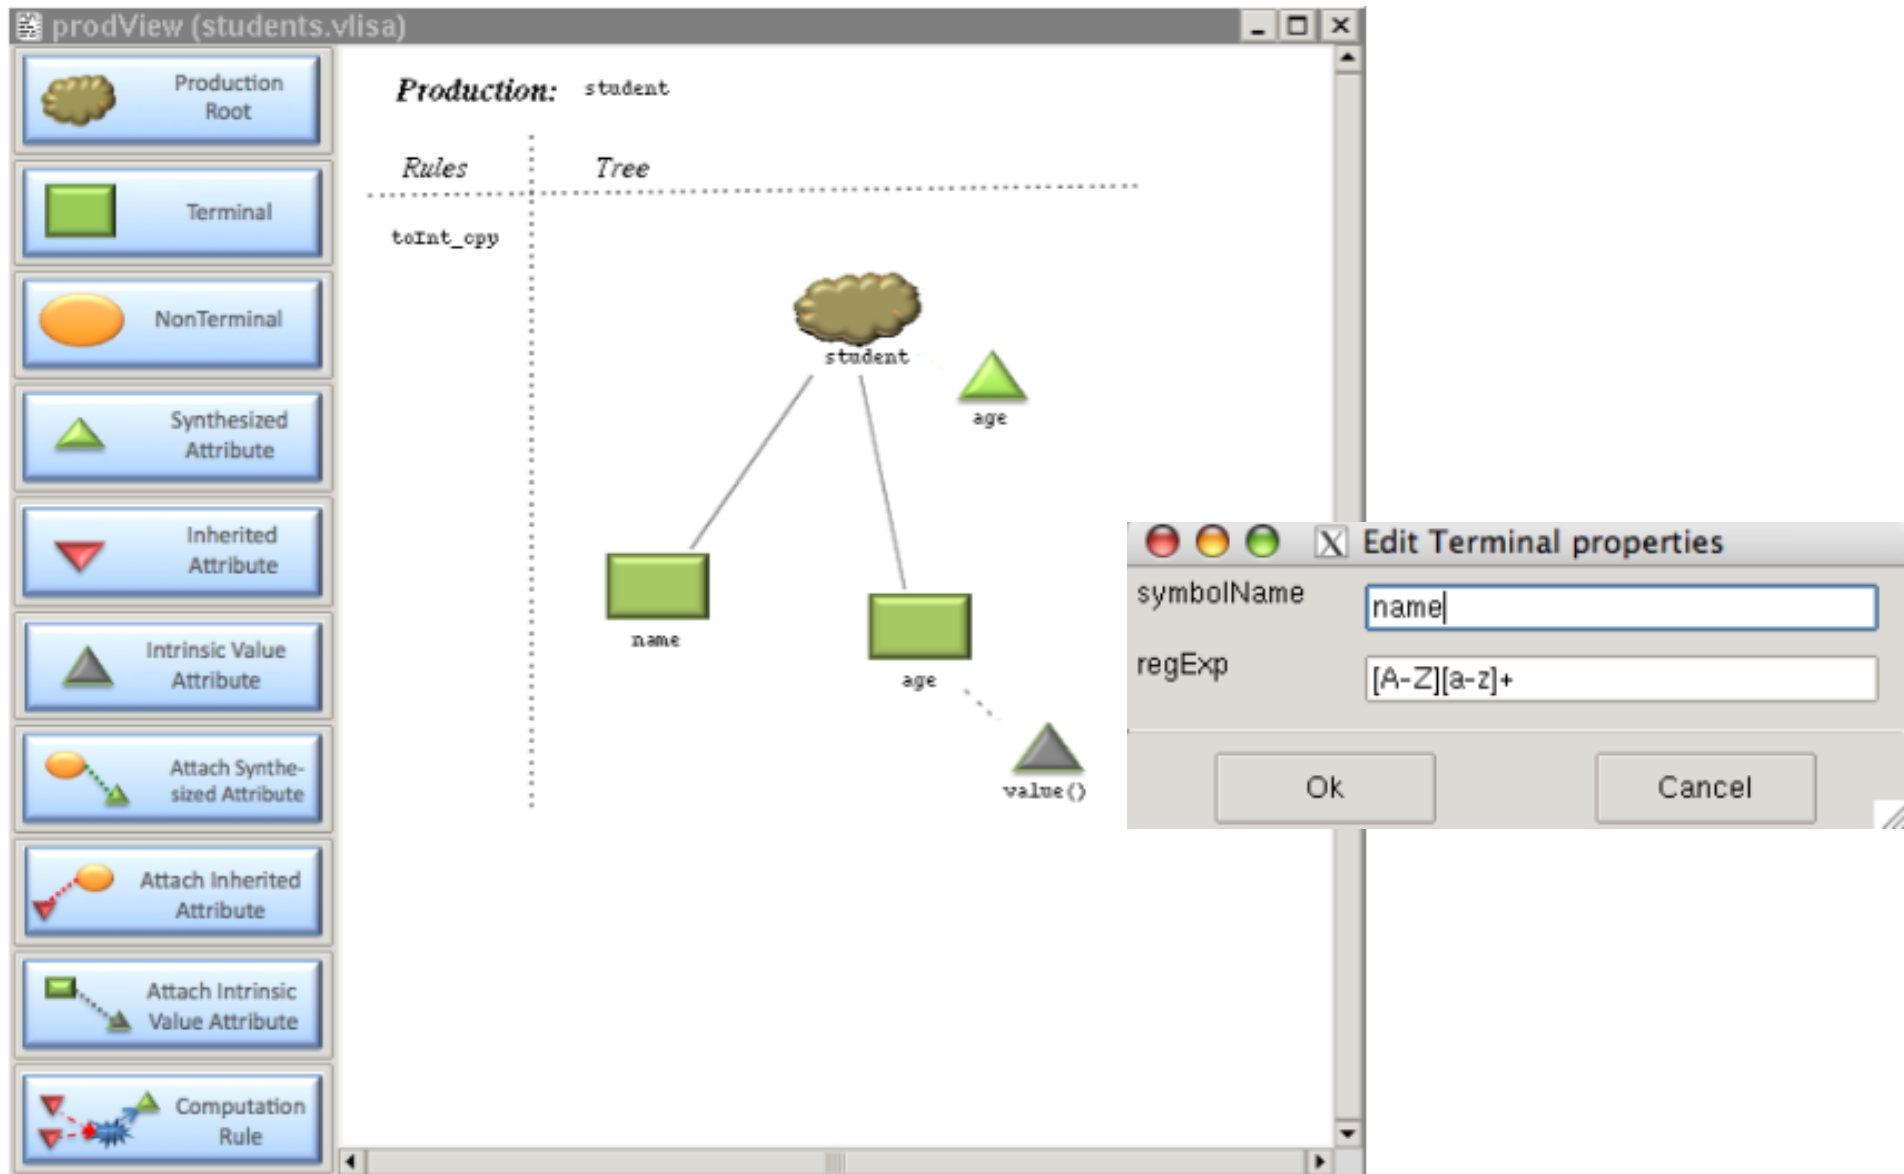 prodView (students.vlisa)
Production
Root
Terminal
NonTerminal
Synthesized
Attribute
Inherited
Attribute
Intrinsic Value
Attribute
Attach Synthe-
sized Attribute
Attach Inherited
Attribute
Attach Intrinsic
Value Attribute
Computation
Rule
Production: student
Rules Tree
toInt_cpy
student
age
name
age
value()
X Edit Terminal properties
symbolName name
regExp [A-Z][a-z]+
Ok Cancel